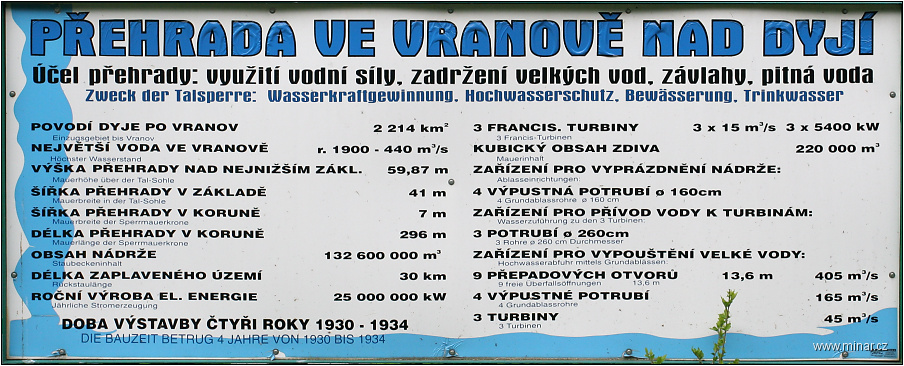 PŘEHRADA VE VRANOVĚ NAD DYJÍ
Účel přehrady: využití vodní síly, zadržení velkých vod, závlahy, pitná voda
Zweck der Talsperre: Wasserkraftgewinnung, Hochwasserschutz, Bewässerung, Trinkwasser
POVODÍ DYJE PO VRANOV 2 214 km²
Einzugsgebiet bis Vranov
NEJVĚTŠÍ VODA VE VRANOVĚ r. 1900 - 440 m³/s
Höchster Wasserstand
VÝŠKA PŘEHRADY NAD NEJNIŽŠÍM ZÁKL. 59,87 m
Mauerhöhe über der Tal-Sohle
ŠÍŘKA PŘEHRADY V ZÁKLADĚ 41 m
Mauerbreite in der Tal-Sohle
ŠÍŘKA PŘEHRADY V KORUNĚ 7 m
Mauerbreite der Sperrmauerkrone
DÉLKA PŘEHRADY V KORUNĚ 296 m
Mauerlänge der Sperrmauerkrone
OBSAH NÁDRŽE 132 600 000 m³
Staubeckeninhalt
DÉLKA ZAPLAVENÉHO ÚZEMÍ 30 km
Rückstaulänge
ROČNÍ VÝROBA EL. ENERGIE 25 000 000 kW
Jährliche Stromerzeugung
DOBA VÝSTAVBY ČTYŘI ROKY 1930 - 1934
DIE BAUZEIT BETRUG 4 JAHRE VON 1930 BIS 1934
3 FRANCIS. TURBINY 3 x 15 m³/s 3 x 5400 kW
3 Francis-Turbinen
KUBICKÝ OBSAH ZDIVA 220 000 m³
Mauerinhalt
ZAŘÍZENÍ PRO VYPRÁZDNĚNÍ NÁDRŽE:
Ablasseinrichtungen:
4 VÝPUSTNÁ POTRUBÍ ø 160cm
4 Grundablassrohre ø 160 cm
ZAŘÍZENÍ PRO PŘÍVOD VODY K TURBINÁM:
Wasserzuführung zu den 3 Turbinen:
3 POTRUBÍ ø 260cm
3 Rohre ø 260 cm Durchmesser
ZAŘÍZENÍ PRO VYPOUŠTĚNÍ VELKÉ VODY:
Hochwasserabfuhr mittels Grundablässen:
9 PŘEPADOVÝCH OTVORŮ 13,6 m 405 m³/s
9 freie Überfallsöffnungen 13,6 m
4 VÝPUSTNÉ POTRUBÍ 165 m³/s
4 Grundablassrohre
3 TURBINY 45 m³/s
3 Turbinen
www.minar.cz